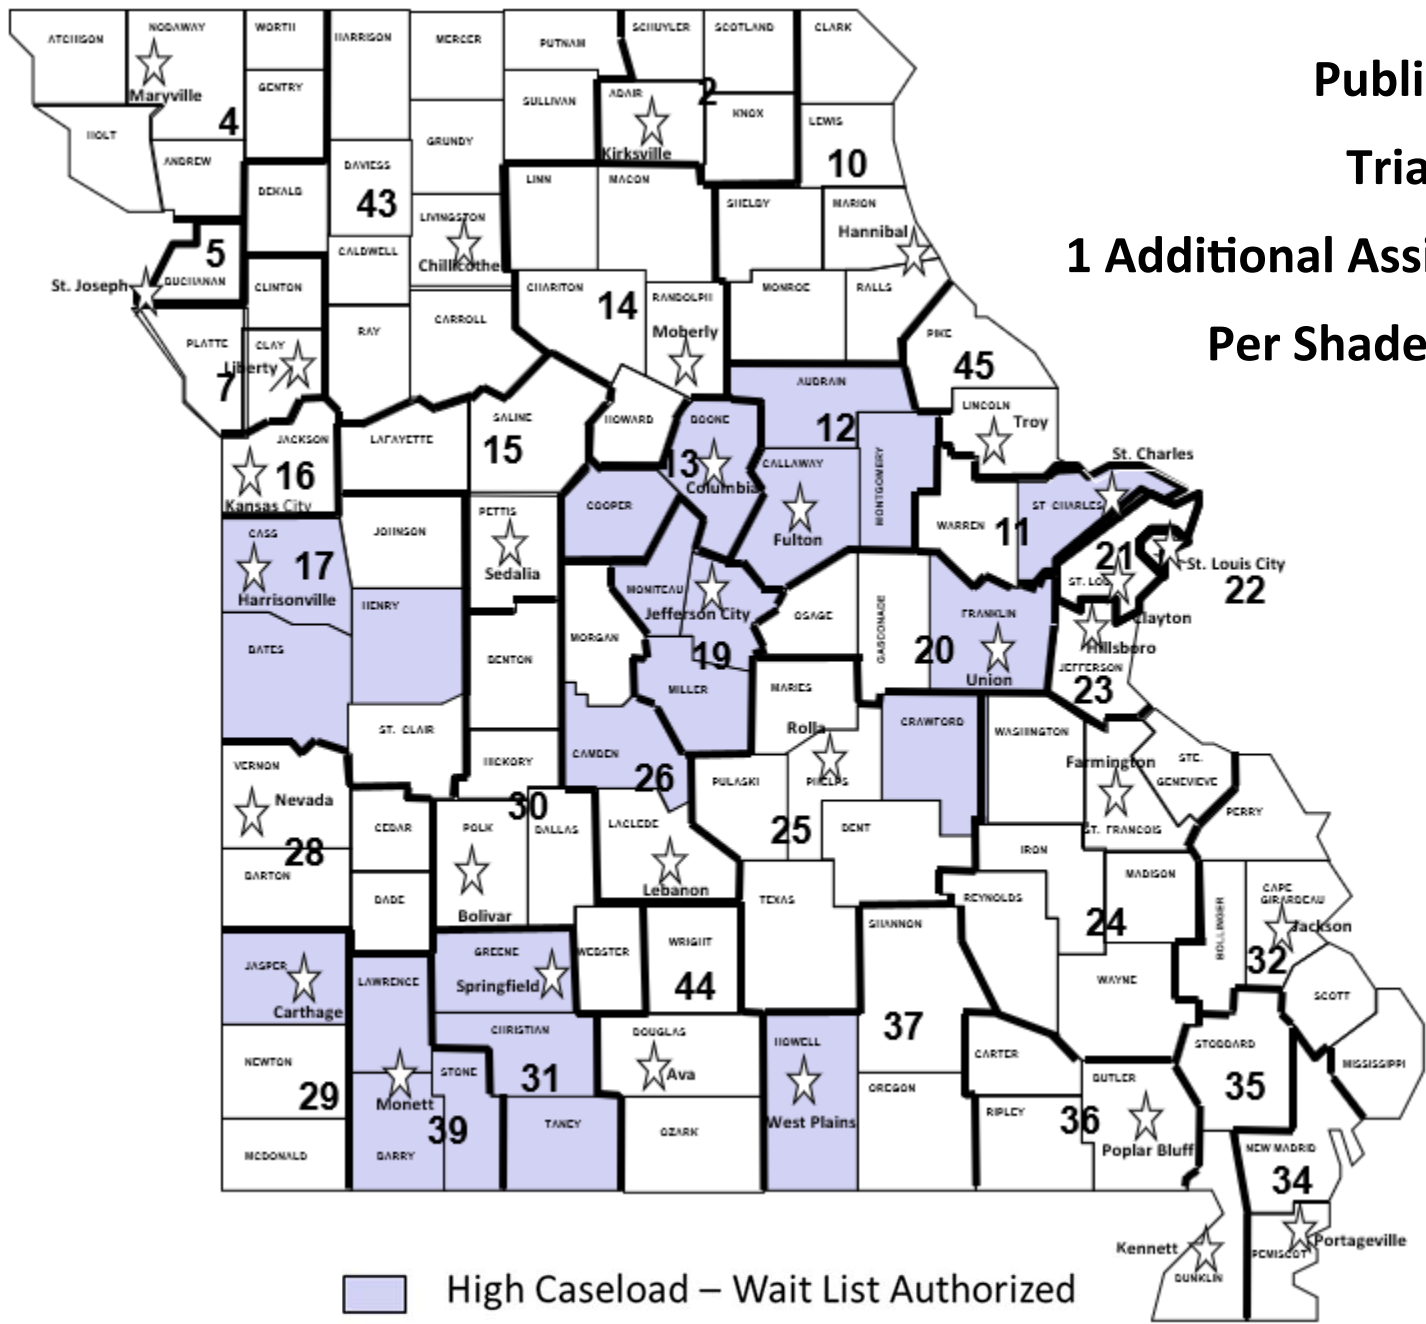 Publi
Tria
1 Additional Assi
Per Shade
ATCHISON
NODAWAY
WORTH
HARRISON
MERCER
PUTNAM
SCHUYLER
SCOTLAND
CLARK
Maryville
GENTRY
SULLIVAN
ADAIR
2
KNOX
LEWIS
HOLT
4
GRUNDY
Kirksville
ANDREW
DAVIESS
10
DEKALB
43
LINN
MACON
SHELBY
MARION
LIVINGSTON
Hannibal
5
CALDWELL
Chillicothe
St. Joseph
BUCHANAN
CLINTON
CHARITON
14
RANDOLPH
MONROE
RALLS
PLATTE
CLAY
RAY
CARROLL
Moberly
PIKE
Liberty
7
45
AUDRAIN
JACKSON
LAFAYETTE
SALINE
HOWARD
BOONE
12
LINCOLN
Troy
16
15
13
CALLAWAY
MONTGOMERY
St. Charles
Kansas City
Columbia
COOPER
PETTIS
ST CHARLES
CASS
JOHNSON
WARREN
11
17
Sedalia
Fulton
21
St. Louis City
22
Harrisonville
HENRY
MONITEAU
ST. LOU
Jefferson City
OSAGE
GASCONADE
FRANKLIN
Clayton
BATES
MORGAN
BENTON
19
20
Union
Hillsboro
JEFFERSON
23
MILLER
MARIES
ST. CLAIR
CRAWFORD
WASHINGTON
Rolla
CAMDEN
HICKORY
26
PULASKI
PHELPS
Farmington
STE.
GENEVIEVE
VERNON
Nevada
30
CEDAR
POLK
DALLAS
LACLEDE
25
DENT
ST. FRANCOIS
PERRY
28
IRON
BARTON
Lebanon
MADISON
DADE
Bolivar
TEXAS
REYNOLDS
CAPE
GIRARDEAU
BOLLINGER
Jackson
SHANNON
24
JASPER
GREENE
WEBSTER
WRIGHT
32
LAWRENCE
Springfield
44
WAYNE
SCOTT
Carthage
CHRISTIAN
DOUGLAS
HOWELL
37
STODDARD
NEWTON
STONE
Ava
CARTER
MISSISSIPPI
29
Monett
31
OREGON
BUTLER
35
39
TANEY
West Plains
RIPLEY
36
MCDONALD
BARRY
OZARK
Poplar Bluff
NEW MADRID
34
Kennett
Portageville
PEMISCOT
DUNKLIN
High Caseload – Wait List Authorized